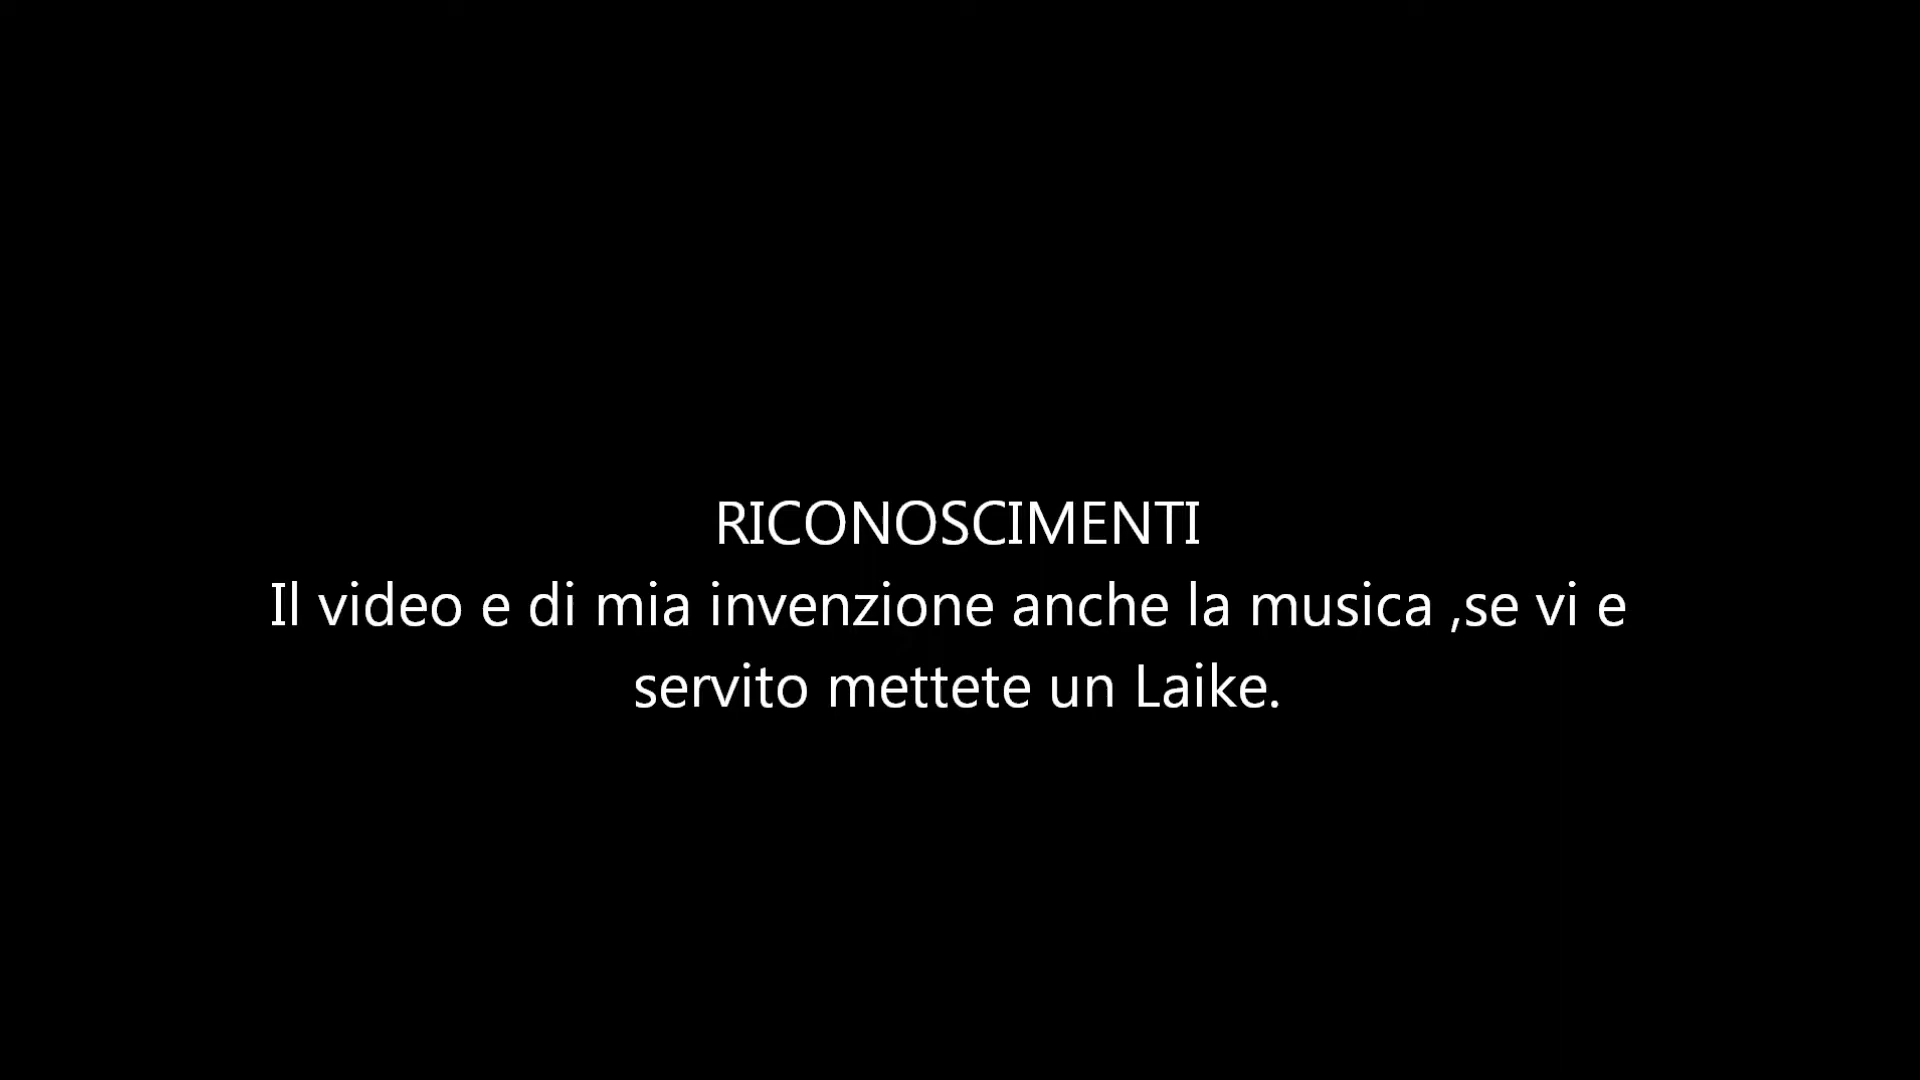 RICONOSCIMENTI
Il video e di mia invenzione anche la musica ,se vi e
servito mettete un Laike.